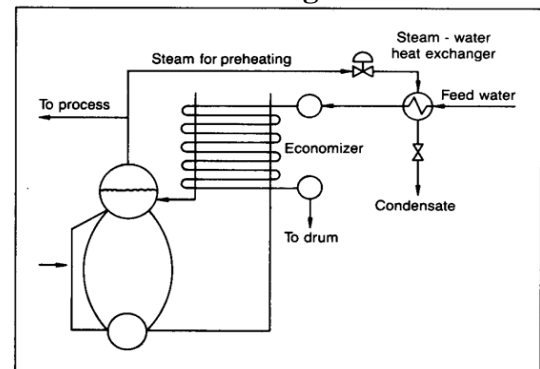 Steam - water
heat exchanger
Steam for preheating
To process
Feed water
Economizer
Condensate
To drum